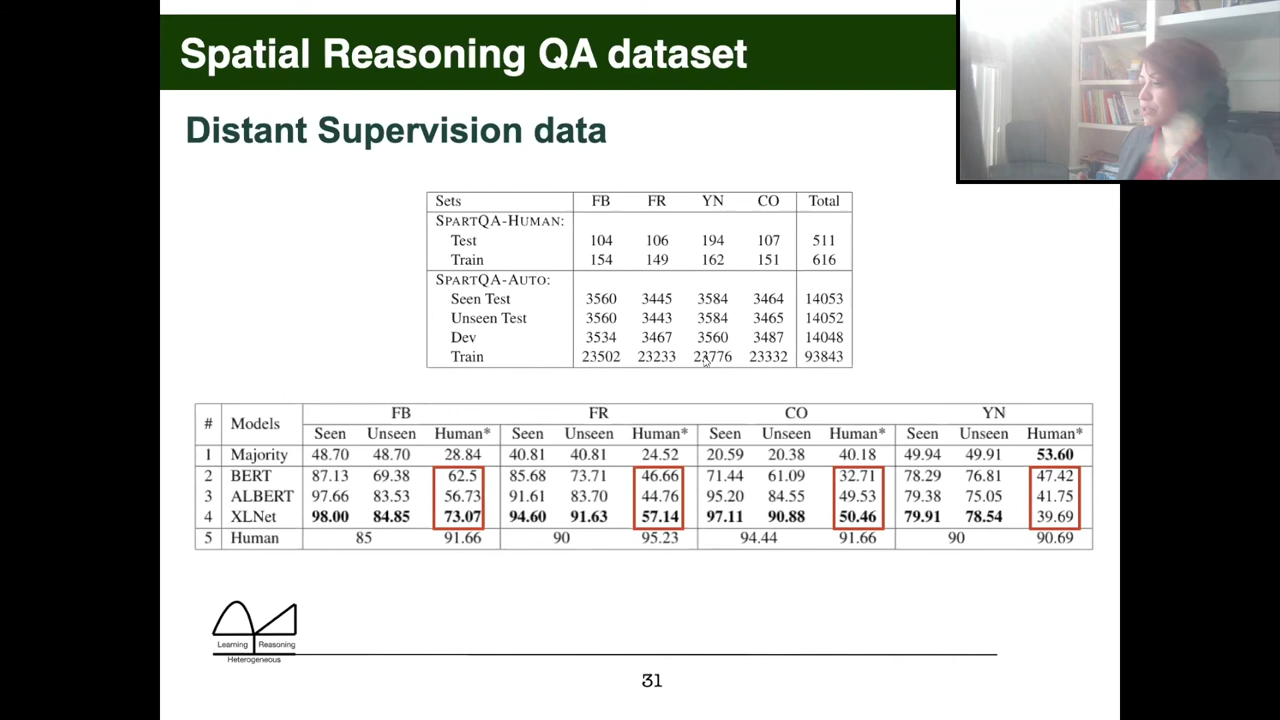 Spatial Reasoning QA dataset
Distant Supervision data
Sets FB FR YN CO Total
SPARTQA-HUMAN:
Test 104 106 194 107 511
Train 154 149 162 151 616
SPARTQA-AUTO:
Seen Test 3560 3445 3584 3464 14053
Unseen Test 3560 3443 3584 3465 14052
Dev 3534 3467 3560 3487 14048
Train 23502 23233 23776 23332 93843
# Models FB FR CO YN
Seen Unseen Human* Seen Unseen Human* Seen Unseen Human* Seen Unseen Human*
1 Majority 48.70 48.70 28.84 40.81 40.81 24.52 20.59 20.38 40.18 49.94 49.91 53.60
2 BERT 87.13 69.38 62.5 85.68 73.71 46.66 71.44 61.09 32.71 78.29 76.81 47.42
3 ALBERT 97.66 83.53 56.73 91.61 83.70 44.76 95.20 84.55 49.53 79.38 75.05 41.75
4 XLNet 98.00 84.85 73.07 94.60 91.63 57.14 97.11 90.88 50.46 79.91 78.54 39.69
5 Human 85 91.66 90 95.23 94.44 91.66 90 90.69
Learning Reasoning
Heterogeneous
31